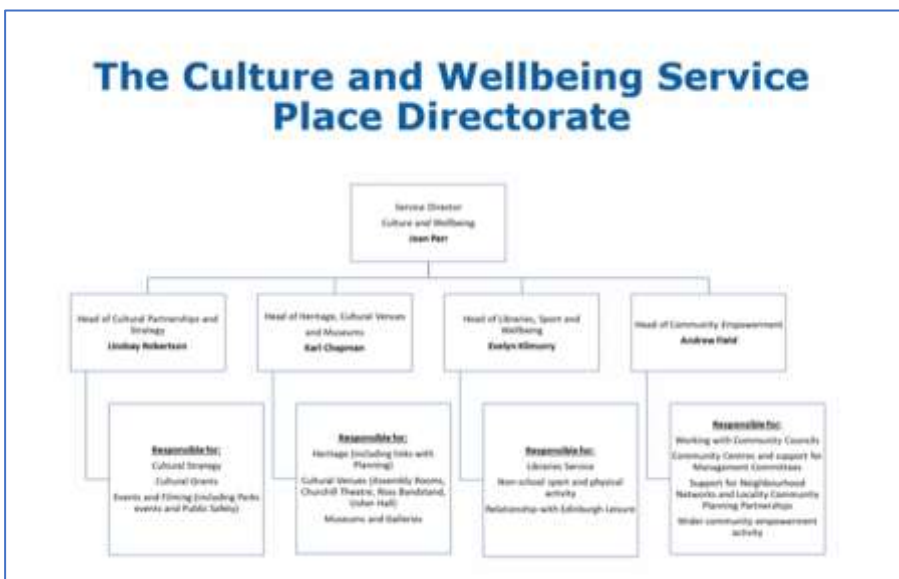 The Culture and Wellbeing Service
Place Directorate
Service Director
Culture and Wellbeing
Joan Parr
Head of Cultural Partnerships and
Strategy
Lindsay Robertson
Head of Heritage, Cultural Venues
and Museums
Karl Chapman
Head of Libraries, Sport and
Wellbeing
Evelyn Kilmurry
Head of Community Empowerment
Andrew Field
Responsible for:
Cultural Strategy
Cultural Grants
Events and Filming (including Parks
events and Public Safety)
Responsible for:
Heritage (including links with
Planning)
Cultural Venues (Assembly Rooms,
Churchill Theatre, Ross Bandstand,
Usher Hall)
Museums and Galleries
Responsible for:
Libraries Service
Non-school sport and physical
activity
Relationship with Edinburgh Leisure
Responsible for:
Working with Community Councils
Community Centres and support for
Management Committees
Support for Neighbourhood
Networks and Locality Community
Planning Partnerships
Wider community empowerment
activity